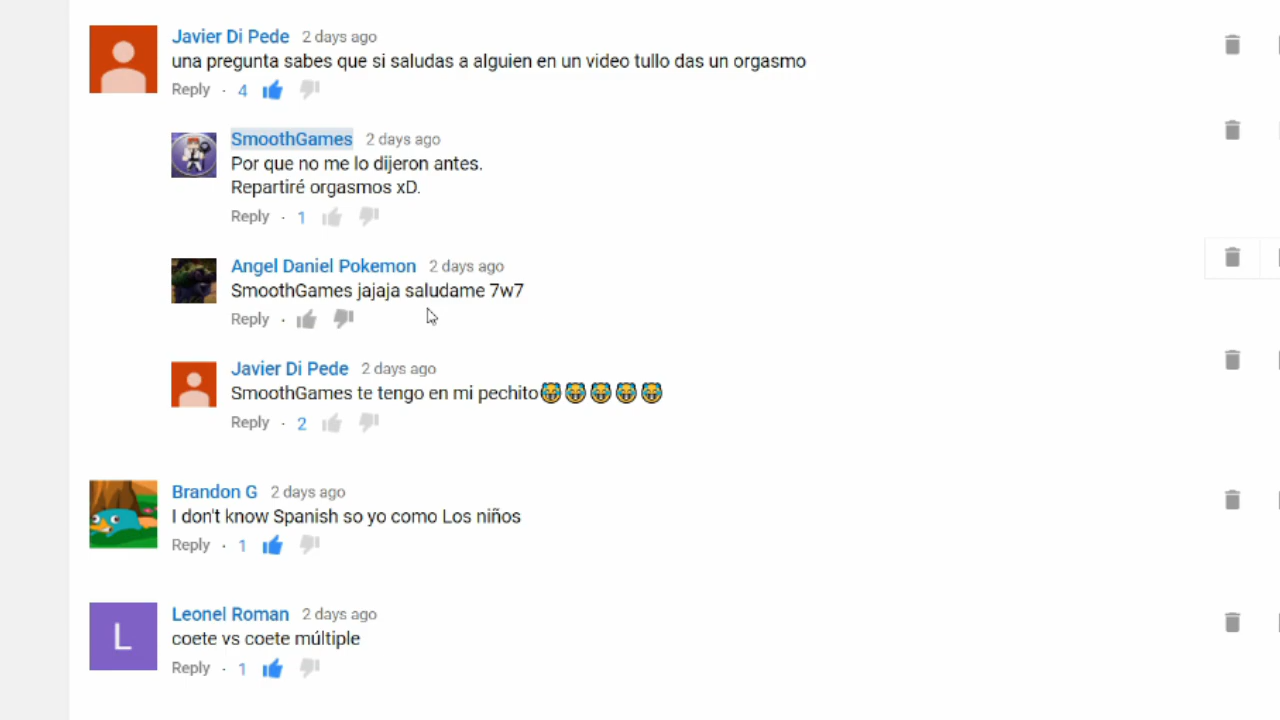 Javier Di Pede 2 days ago
una pregunta sabes que si saludas a alguien en un video tullo das un orgasmo
Reply · 4
SmoothGames 2 days ago
Por que no me lo dijeron antes.
Repartiré orgasmos xD.
Reply · 1
Angel Daniel Pokemon 2 days ago
SmoothGames jajaja saludame 7w7
Reply ·
Javier Di Pede 2 days ago
SmoothGames te tengo en mi pechito😹😹😹😹😹
Reply · 2
Brandon G 2 days ago
I don't know Spanish so yo como Los niños
Reply · 1
L
Leonel Roman 2 days ago
coete vs coete múltiple
Reply · 1